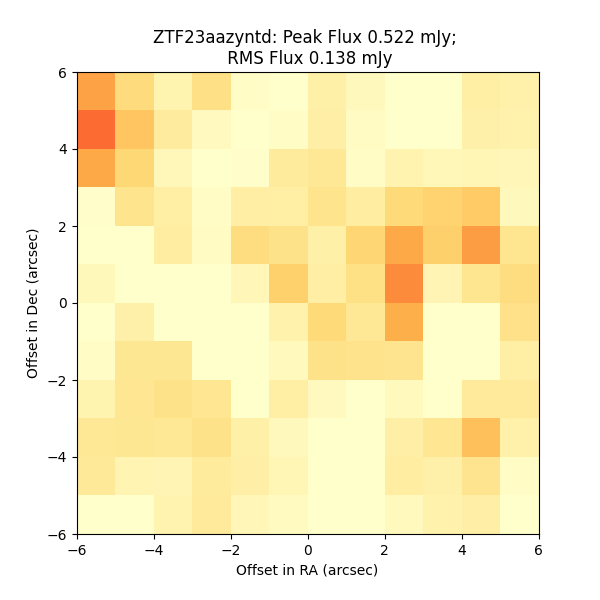 ZTF23aazyntd: Peak Flux 0.522 mJy;
RMS Flux 0.138 mJy
6
4
2
0
−2
−4
−6
Offset in Dec (arcsec)
−6 −4 −2 0 2 4 6
Offset in RA (arcsec)